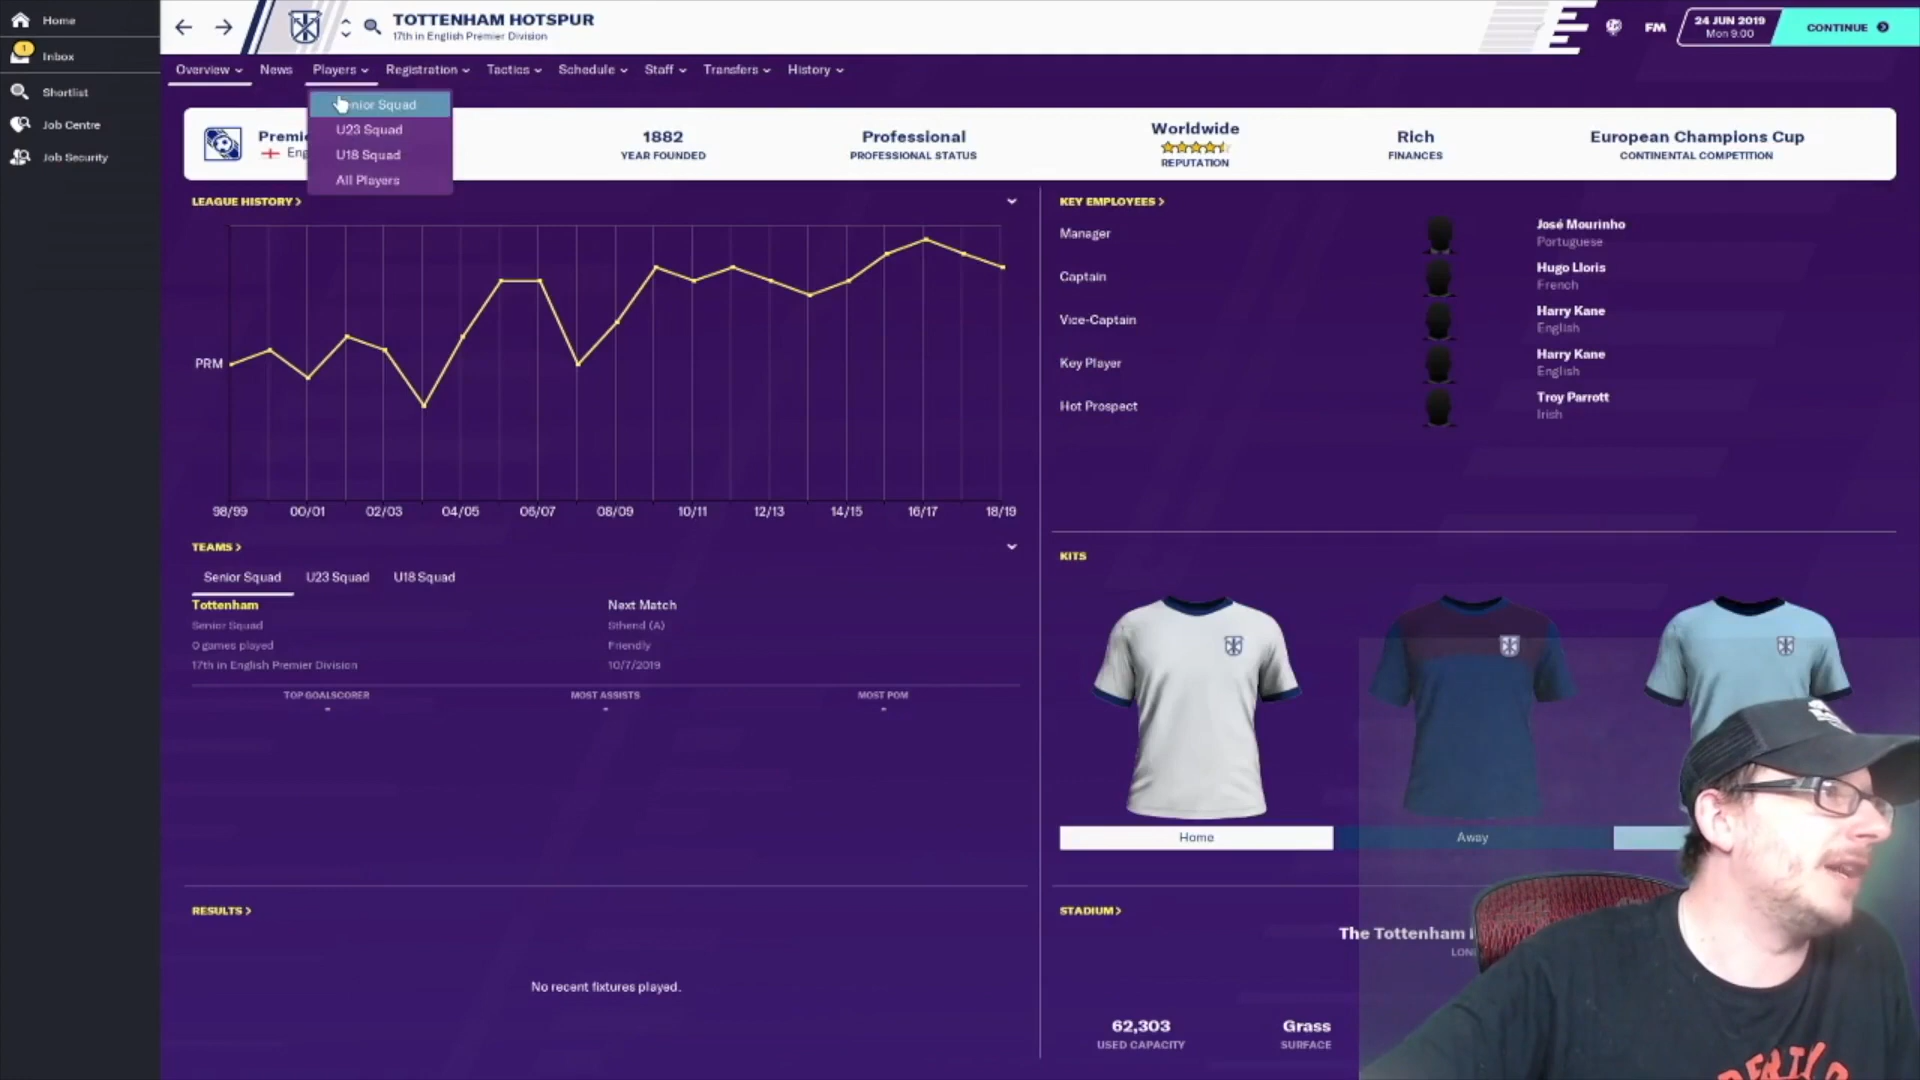 Home
Inbox
1
Shortlist
Job Centre
Job Security
TOTTENHAM HOTSPUR
17th in English Premier Division
FM
24 JUN 2019
Mon 9:00
CONTINUE
Overview
News
Players
Registration
Tactics
Schedule
Staff
Transfers
History
Senior Squad
U23 Squad
U18 Squad
All Players
Premie
Eng
1882
YEAR FOUNDED
Professional
PROFESSIONAL STATUS
Worldwide
REPUTATION
Rich
FINANCES
European Champions Cup
CONTINENTAL COMPETITION
LEAGUE HISTORY >
PRM
98/99 00/01 02/03 04/05 06/07 08/09 10/11 12/13 14/15 16/17 18/19
KEY EMPLOYEES >
Manager
José Mourinho
Portuguese
Captain
Hugo Lloris
French
Vice-Captain
Harry Kane
English
Key Player
Harry Kane
English
Hot Prospect
Troy Parrott
Irish
TEAMS >
Senior Squad U23 Squad U18 Squad
Tottenham
Senior Squad
0 games played
17th in English Premier Division
Next Match
Sthend (A)
Friendly
10/7/2019
TOP GOALSCORER
-
MOST ASSISTS
-
MOST POM
-
KITS
Home
Away
RESULTS >
No recent fixtures played.
STADIUM >
The Tottenham
LON
62,303
USED CAPACITY
Grass
SURFACE